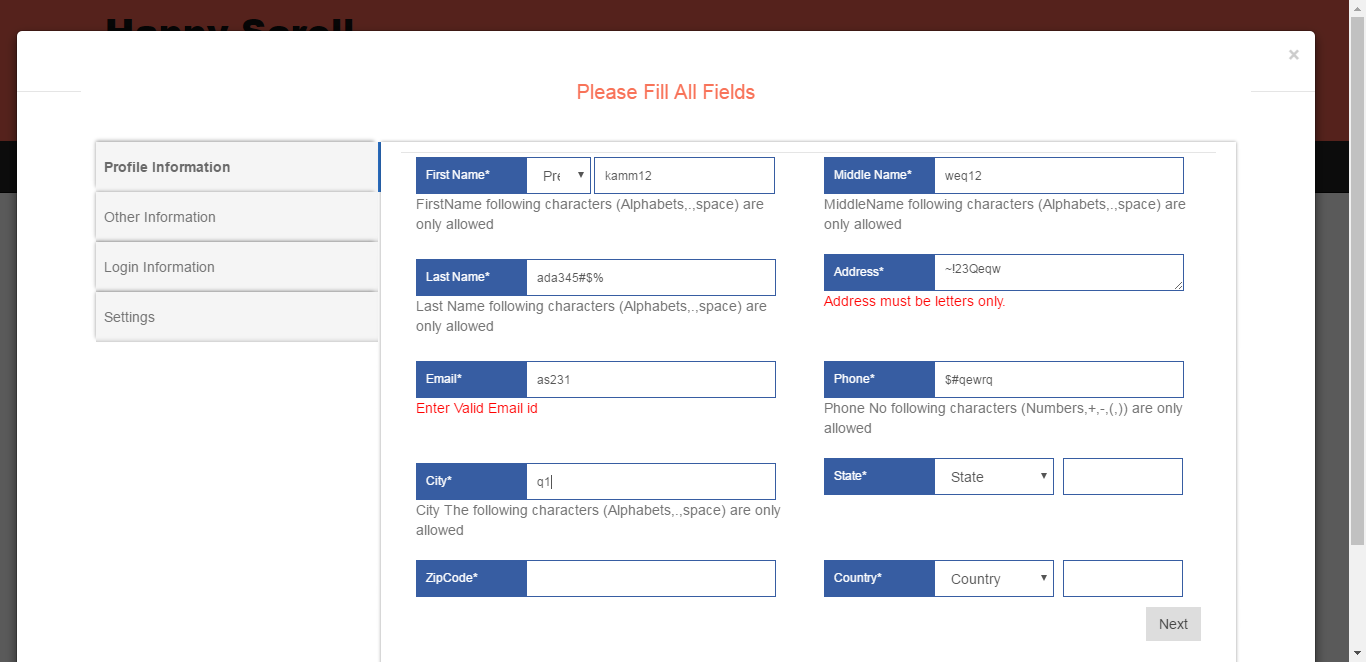 Happy Scroll
×
Please Fill All Fields
Profile Information
Other Information
Login Information
Settings
First Name* Pre kamm12
FirstName following characters (Alphabets,.,space) are
only allowed
Middle Name* weq12
MiddleName following characters (Alphabets,.,space) are
only allowed
Last Name* ada345#$%
Last Name following characters (Alphabets,.,space) are
only allowed
Address* ~!23Qeqw
Address must be letters only.
Email* as231
Enter Valid Email id
Phone* $#qewrq
Phone No following characters (Numbers,+,-,(,)) are only
allowed
City* q1
City The following characters (Alphabets,.,space) are only
allowed
State* State
ZipCode*
Country* Country
Next